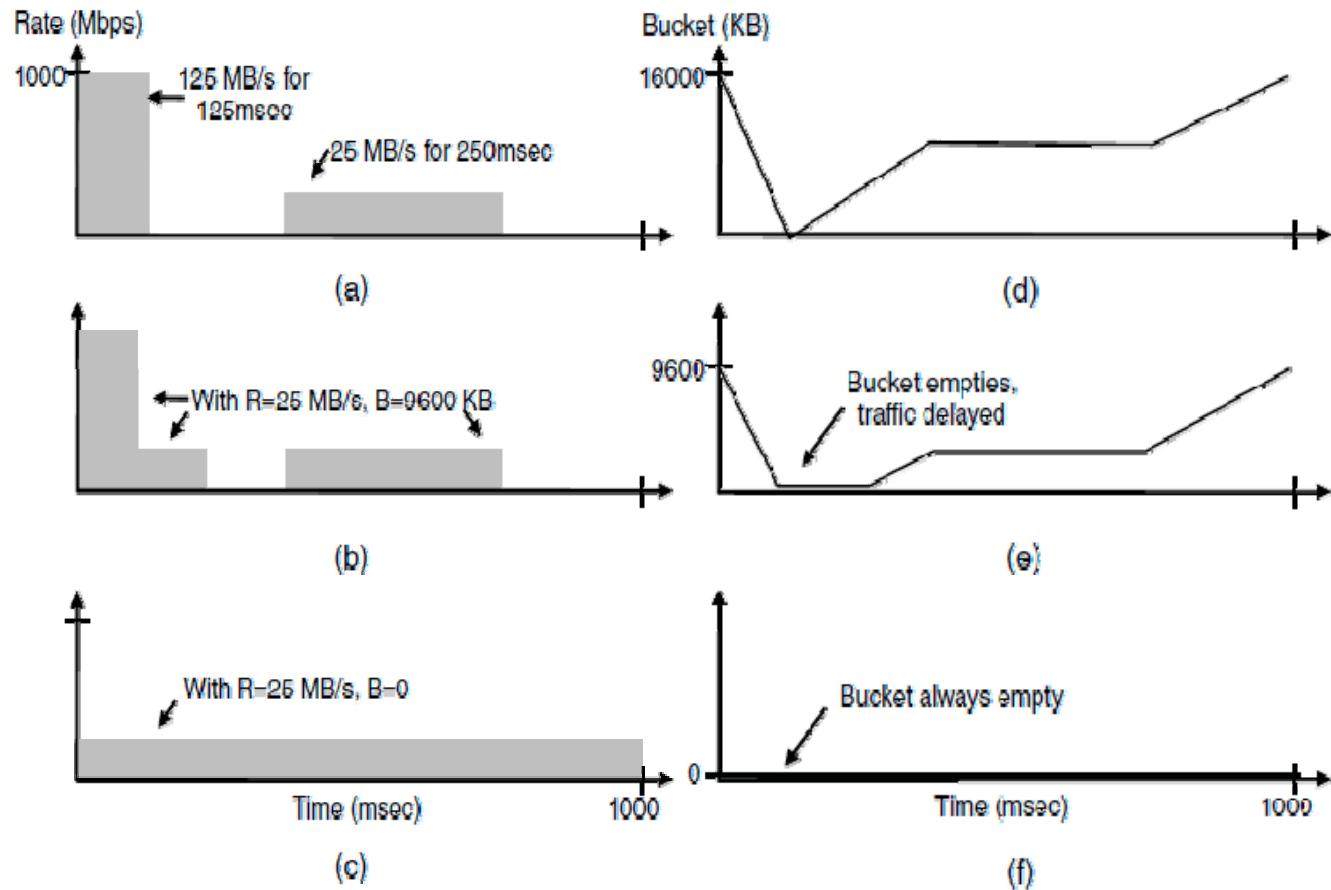 Rate (Mbps)
1000
125 MB/s for
125msec
25 MB/s for 250msec
(a)
Bucket (KB)
16000
(d)
With R=25 MB/s, B=9600 KB
(b)
9600
Bucket empties,
traffic delayed
(e)
With R=25 MB/s, B=0
Time (msec)
1000
(c)
Bucket always empty
0
Time (msec)
1000
(f)